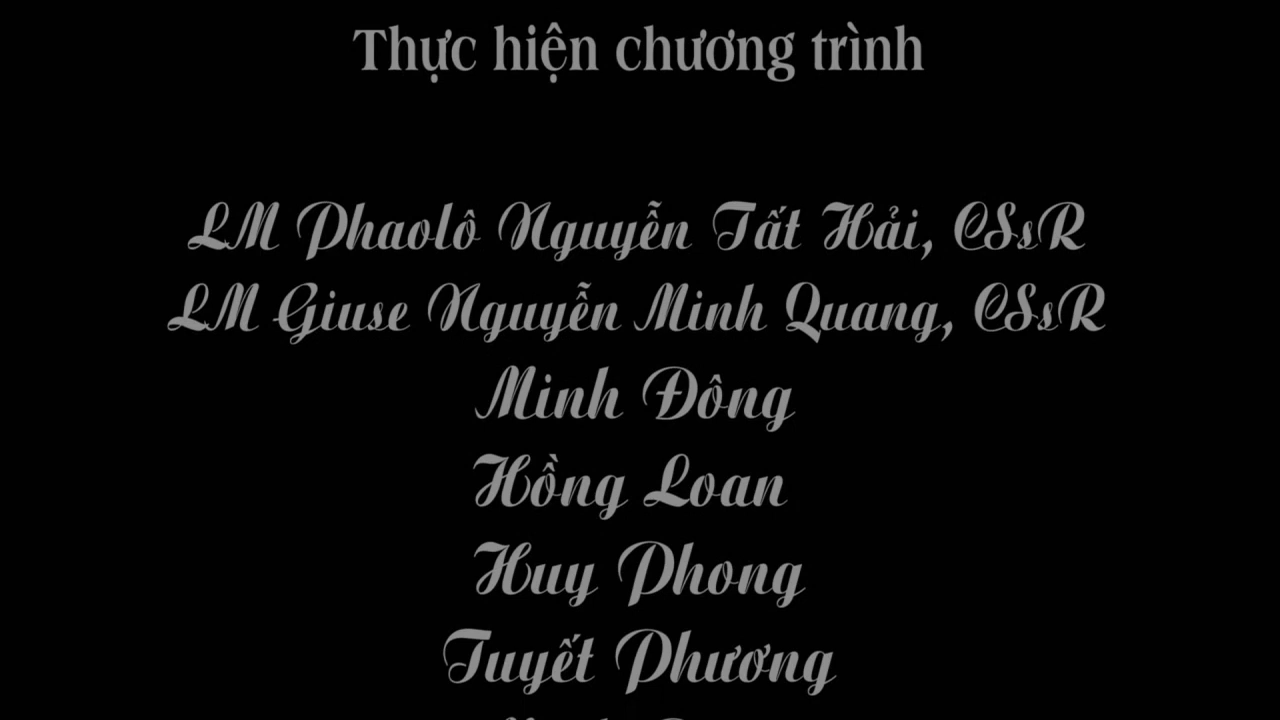 Thực hiện chương trình
LM Phaolô Nguyễn Tất Hải, CSsR
LM Giuse Nguyễn Minh Quang, CSsR
Minh Đông
Hồng Loan
Huy Phong
Tuyết Phương